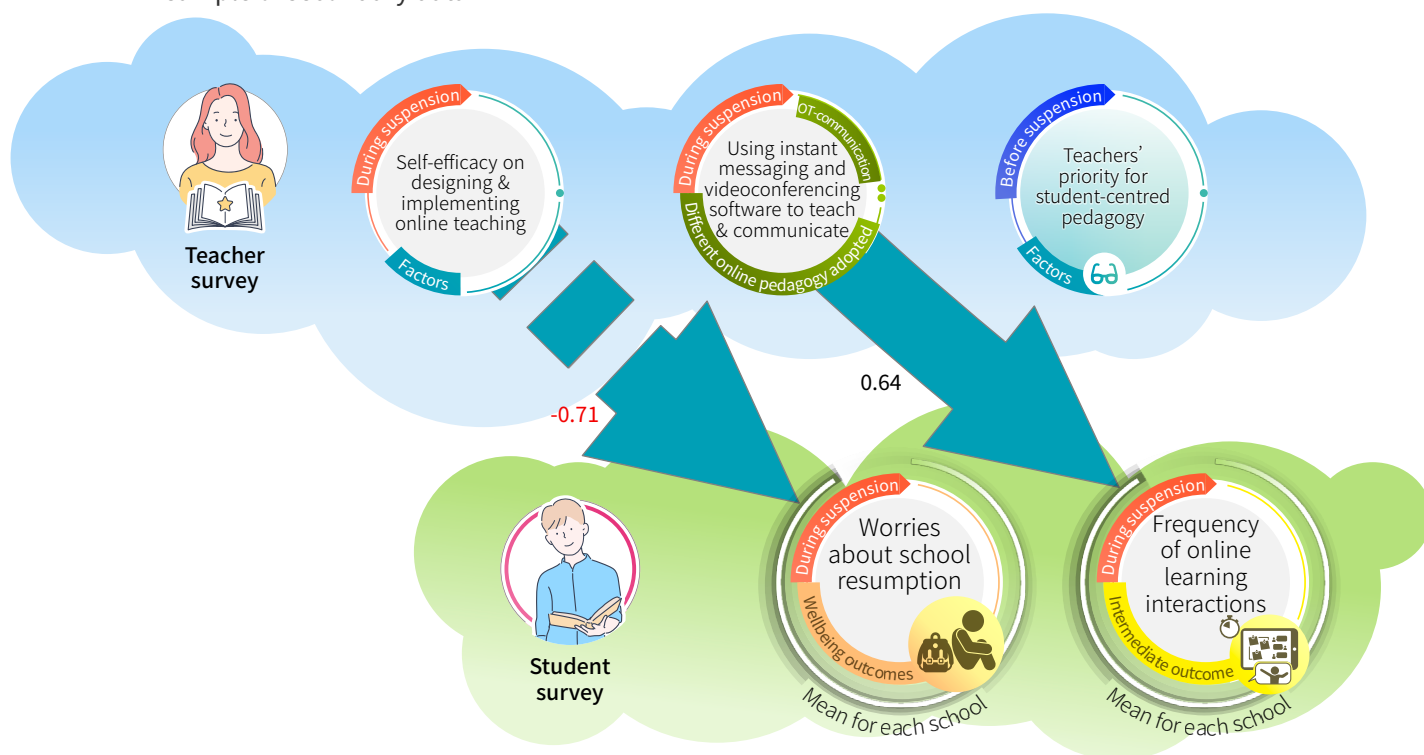 During suspension
Self-efficacy on
designing &
implementing
online teaching
Factors
During suspension
OT-communication
Using instant
messaging and
videoconferencing
software to teach
& communicate
Different online pedagogy adopted
Before suspension
Teachers'
priority for
student-centred
pedagogy
Factors
Teacher
survey
0.64
-0.71
During suspension
Worries
about school
resumption
Wellbeing outcomes
Mean for each school
During suspension
Frequency
of online
learning
interactions
Intermediate outcome
Mean for each school
Student
survey